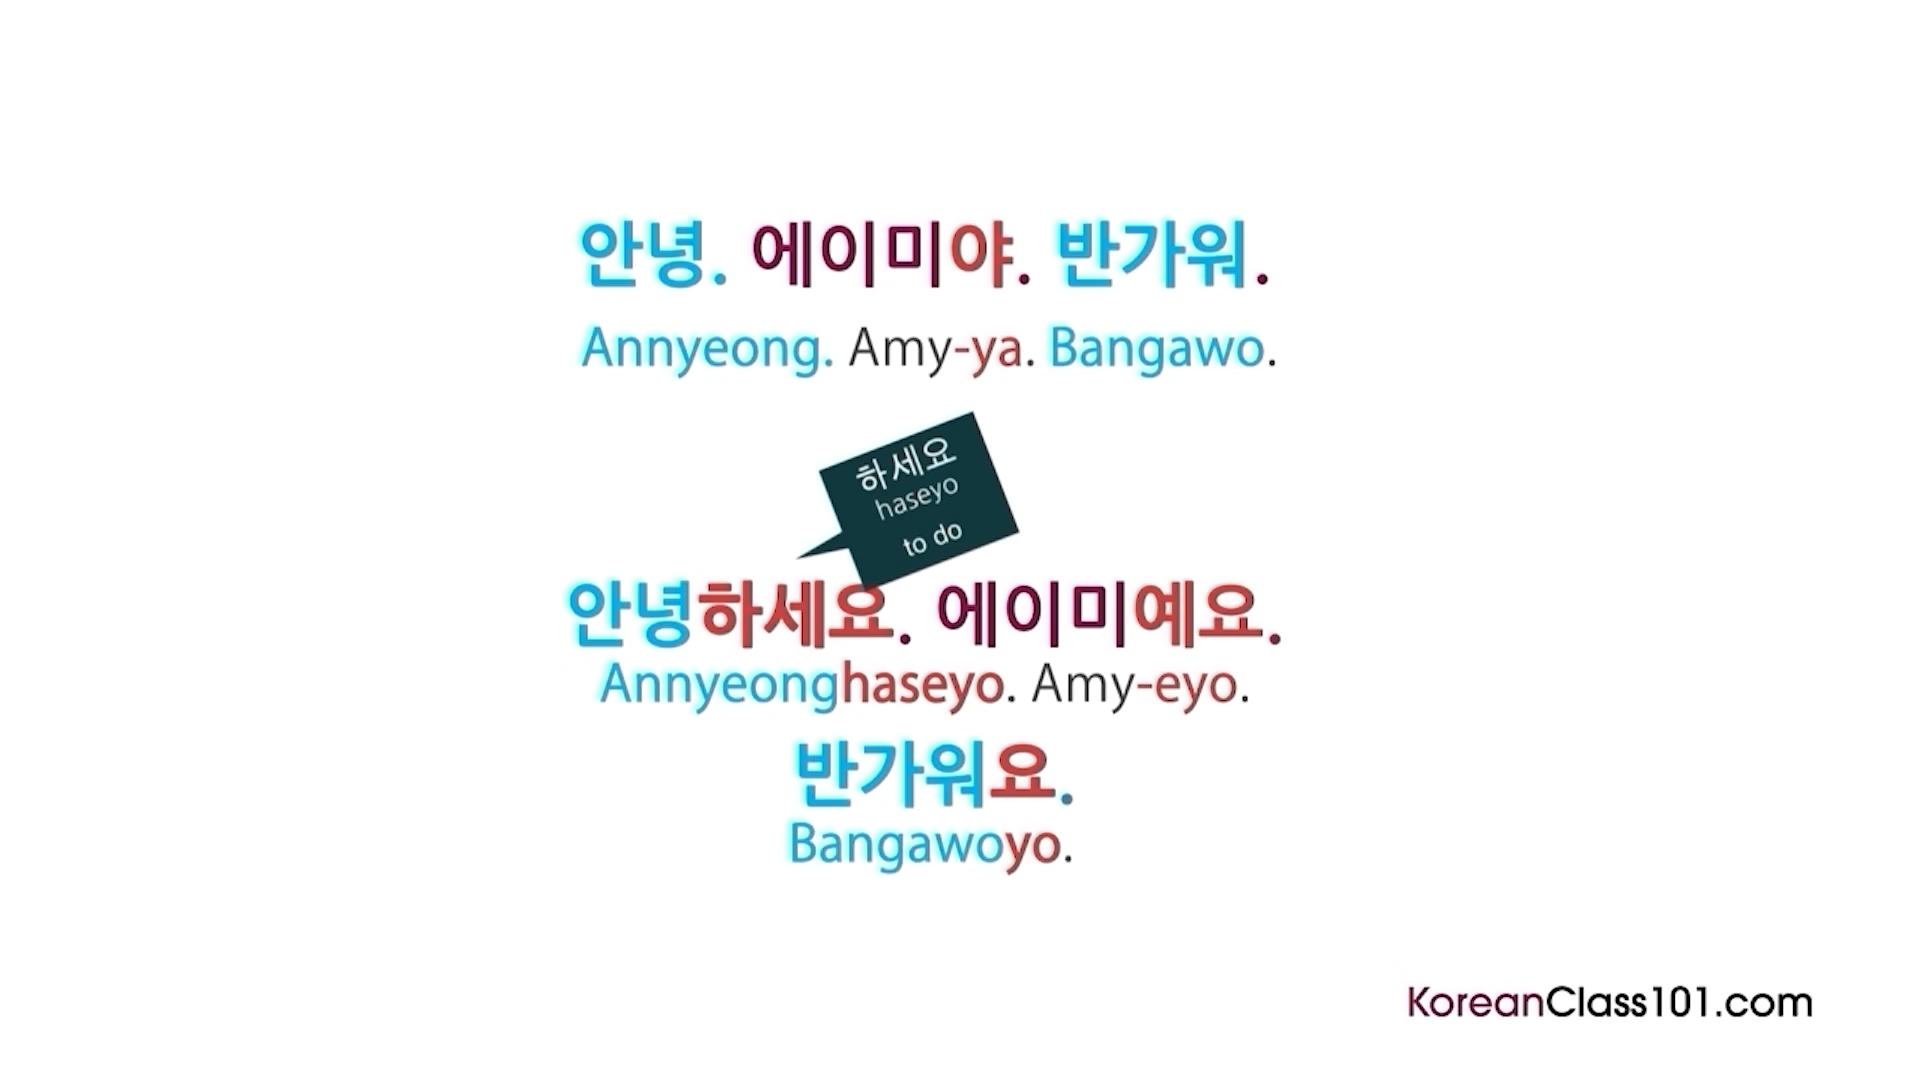 안녕. 에이미야. 반가워.
Annyeong. Amy-ya. Bangawo.
하세요
haseyo
to do
안녕하세요. 에이미예요.
Annyeonghaseyo. Amy-eyo.
반가워요.
Bangawoyo.
KoreanClass101.com